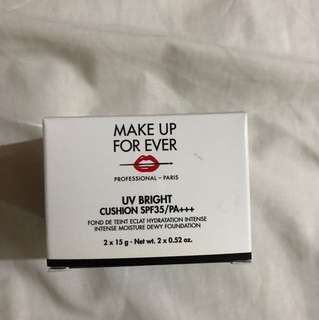 MAKE UP
FOR EVER
PROFESSIONAL – PARIS
UV BRIGHT
CUSHION SPF35/PA+++
FOND DE TEINT ECLAT HYDRATATION INTENSE
INTENSE MOISTURE DEWY FOUNDATION
2 x 15 g - Net wt. 2 x 0.52 oz.